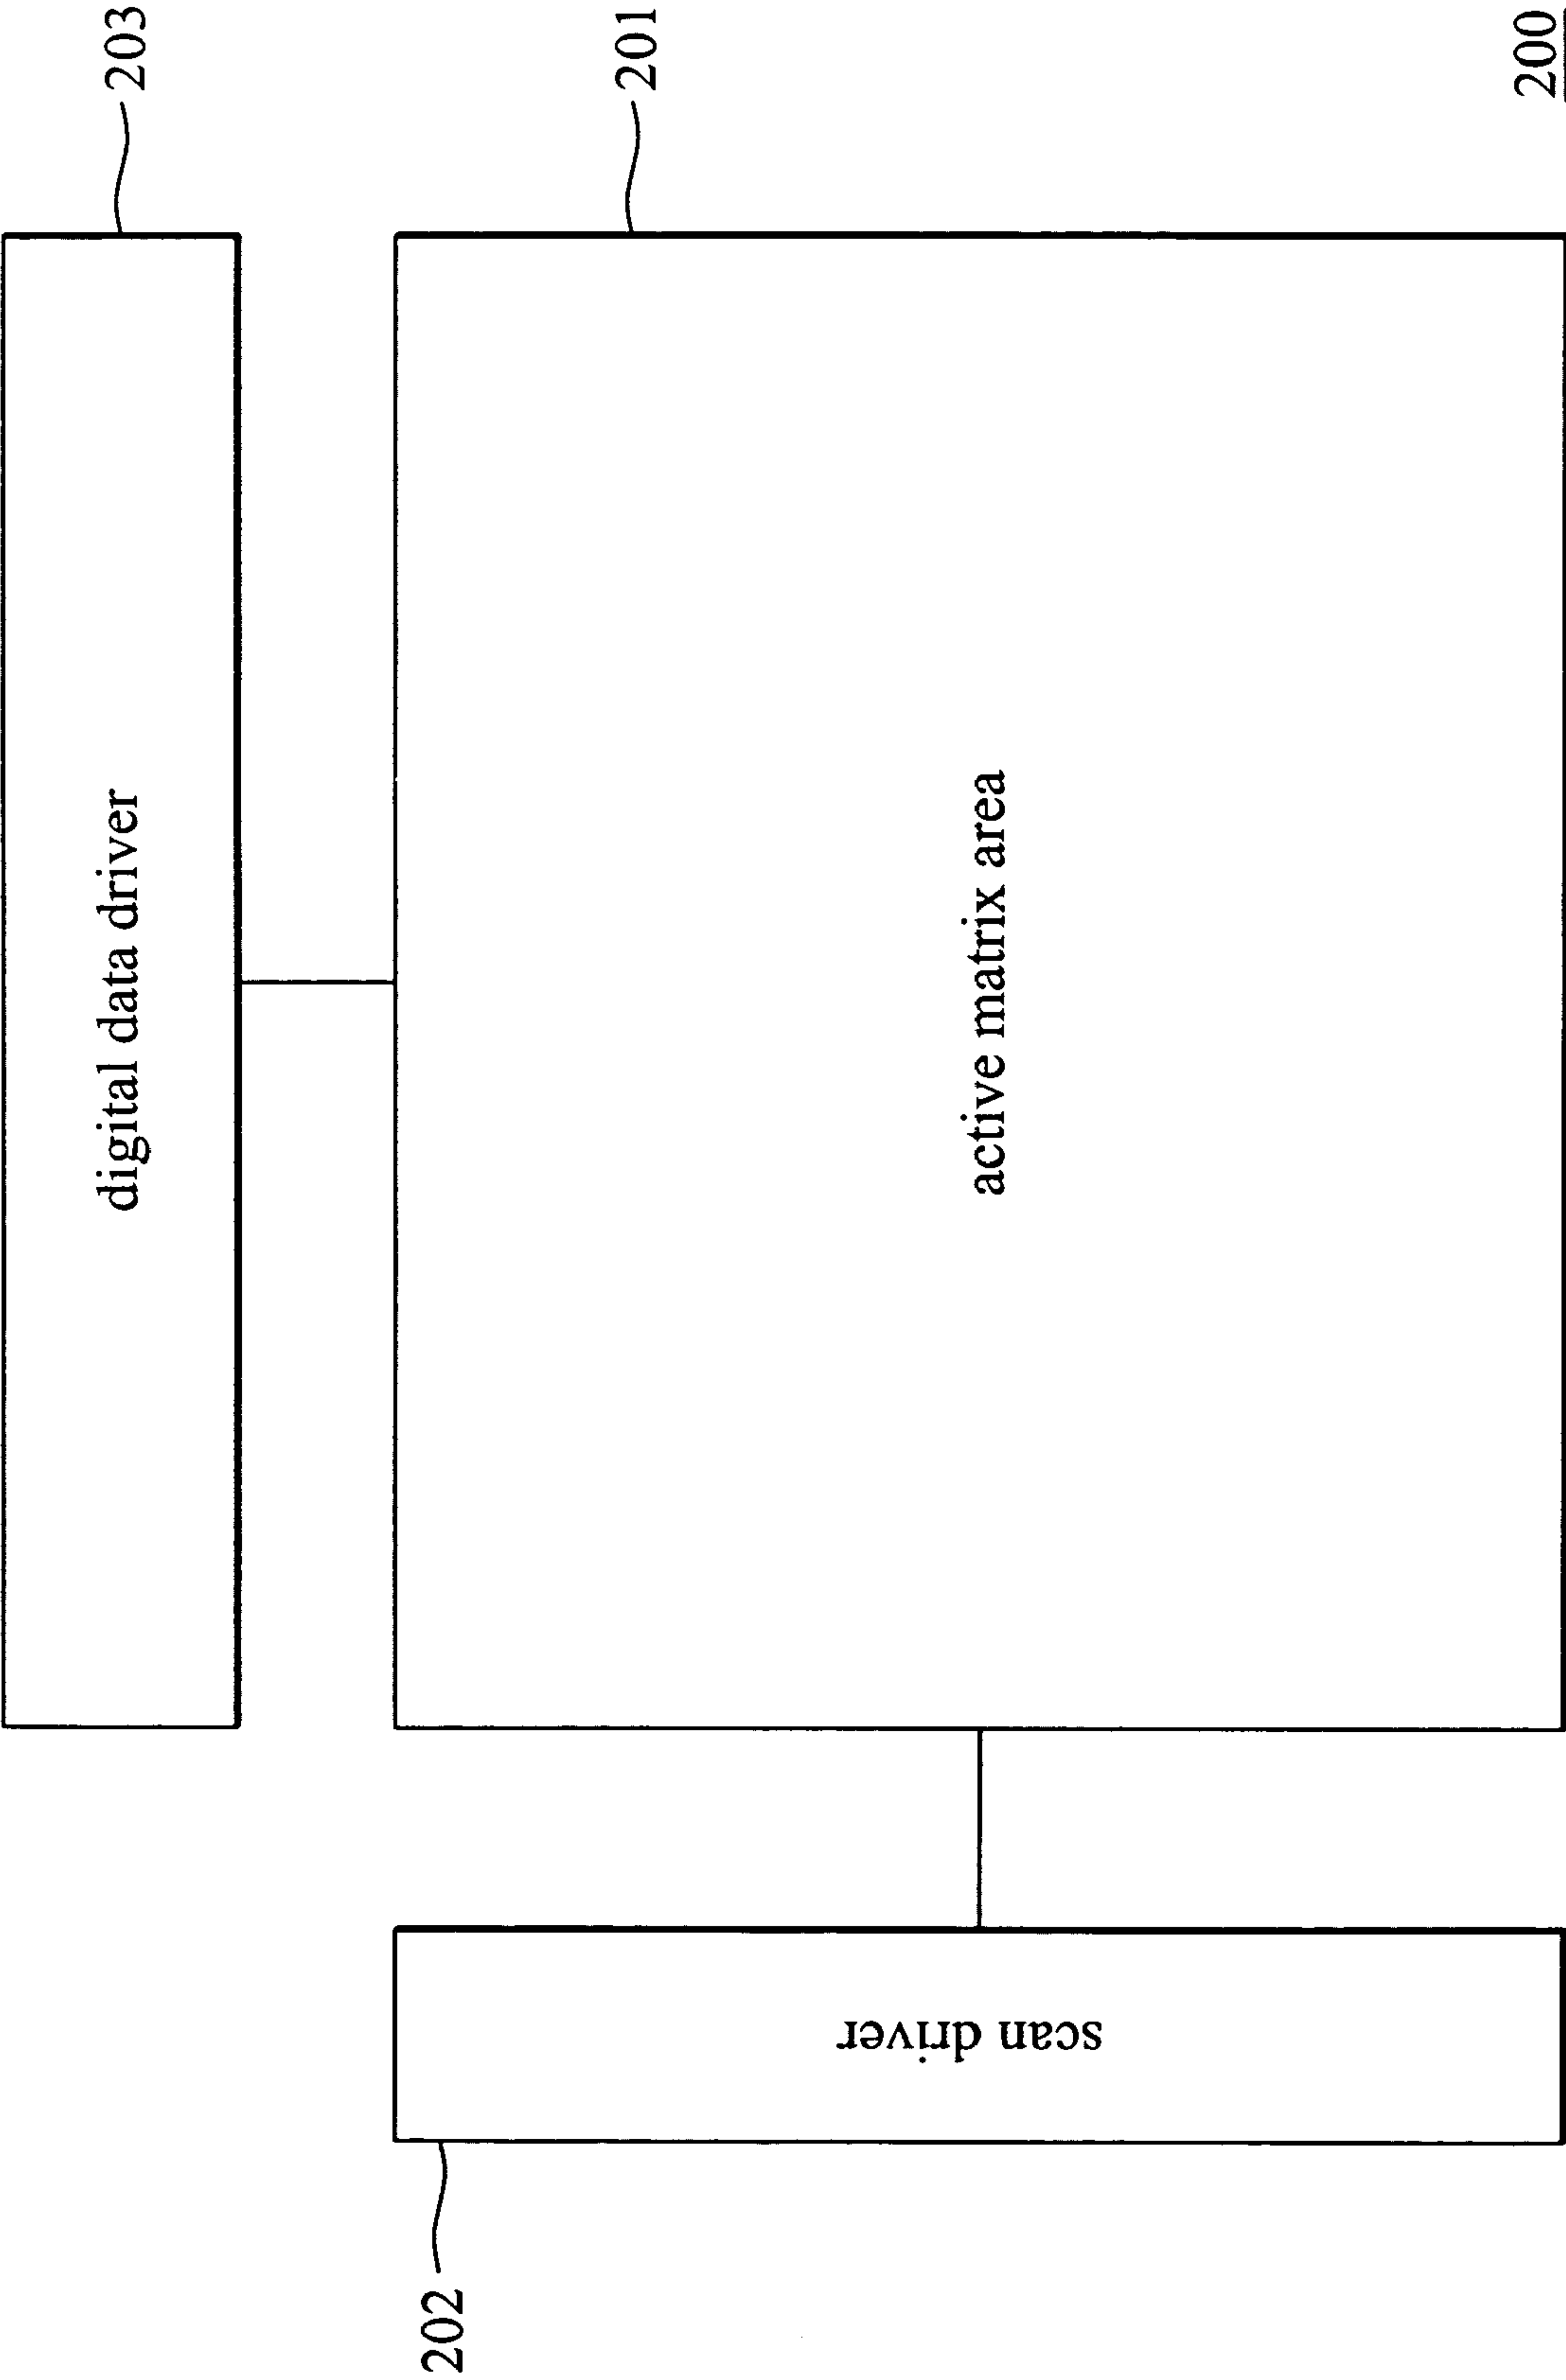 digital data driver
203
active matrix area
201
scan driver
202
200